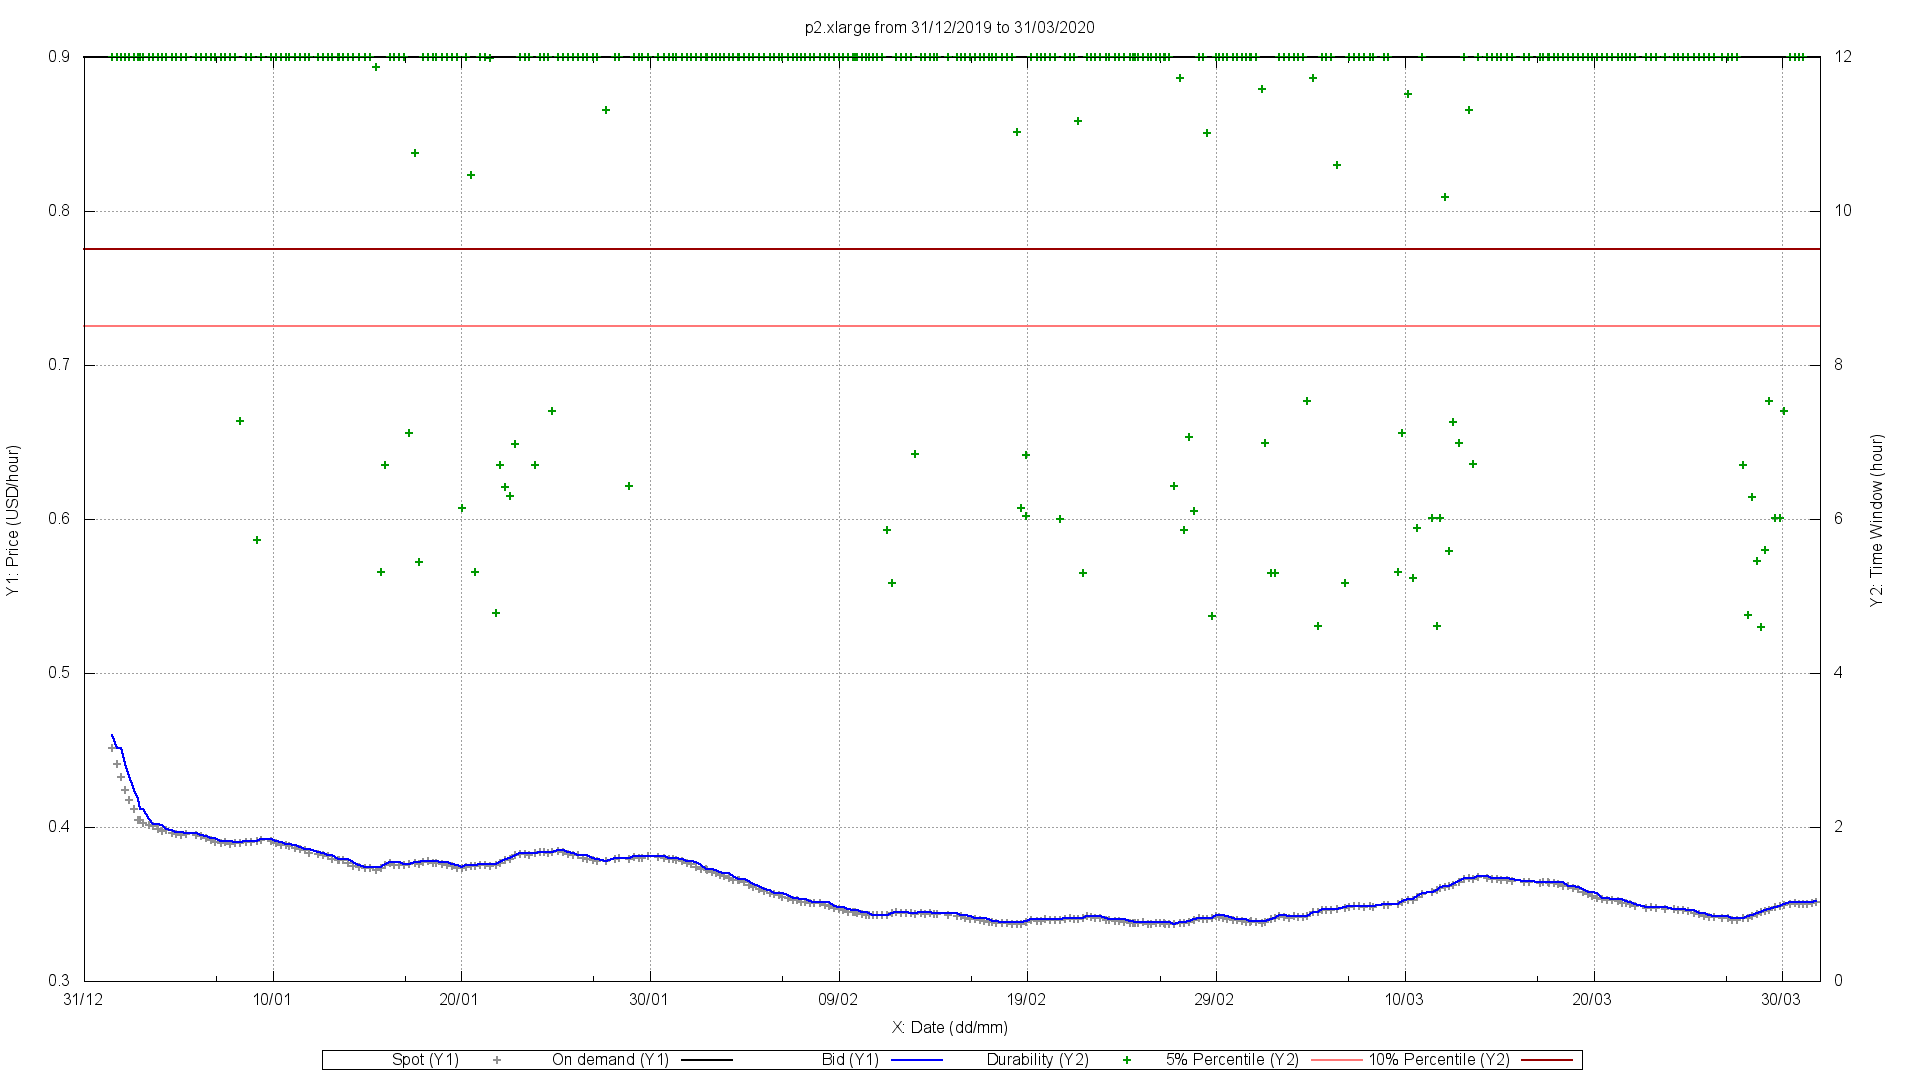 p2.xlarge from 31/12/2019 to 31/03/2020
0.9
0.8
0.7
0.6
0.5
0.4
0.3
Y1: Price (USD/hour)
12
10
8
6
4
2
0
Y2: Time Window (hour)
31/12 10/01 20/01 30/01 09/02 19/02 29/02 10/03 20/03 30/03
X: Date (dd/mm)
Spot (Y1) On demand (Y1) Bid (Y1) Durability (Y2) 5% Percentile (Y2) 10% Percentile (Y2)